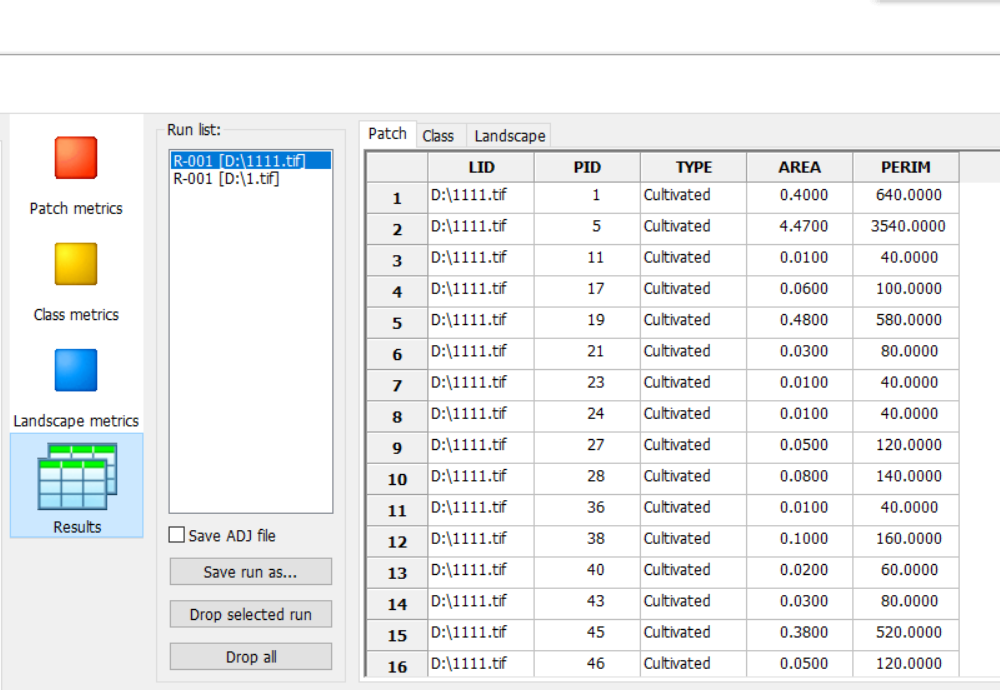 Patch metrics
Class metrics
Landscape metrics
Results
Run list:
R-001 [D:\1111.tif]
R-001 [D:\1.tif]
Save ADJ file
Save run as...
Drop selected run
Drop all
Patch Class Landscape
LID PID TYPE AREA PERIM
1 D:\1111.tif 1 Cultivated 0.4000 640.0000
2 D:\1111.tif 5 Cultivated 4.4700 3540.0000
3 D:\1111.tif 11 Cultivated 0.0100 40.0000
4 D:\1111.tif 17 Cultivated 0.0600 100.0000
5 D:\1111.tif 19 Cultivated 0.4800 580.0000
6 D:\1111.tif 21 Cultivated 0.0300 80.0000
7 D:\1111.tif 23 Cultivated 0.0100 40.0000
8 D:\1111.tif 24 Cultivated 0.0100 40.0000
9 D:\1111.tif 27 Cultivated 0.0500 120.0000
10 D:\1111.tif 28 Cultivated 0.0800 140.0000
11 D:\1111.tif 36 Cultivated 0.0100 40.0000
12 D:\1111.tif 38 Cultivated 0.1000 160.0000
13 D:\1111.tif 40 Cultivated 0.0200 60.0000
14 D:\1111.tif 43 Cultivated 0.0300 80.0000
15 D:\1111.tif 45 Cultivated 0.3800 520.0000
16 D:\1111.tif 46 Cultivated 0.0500 120.0000